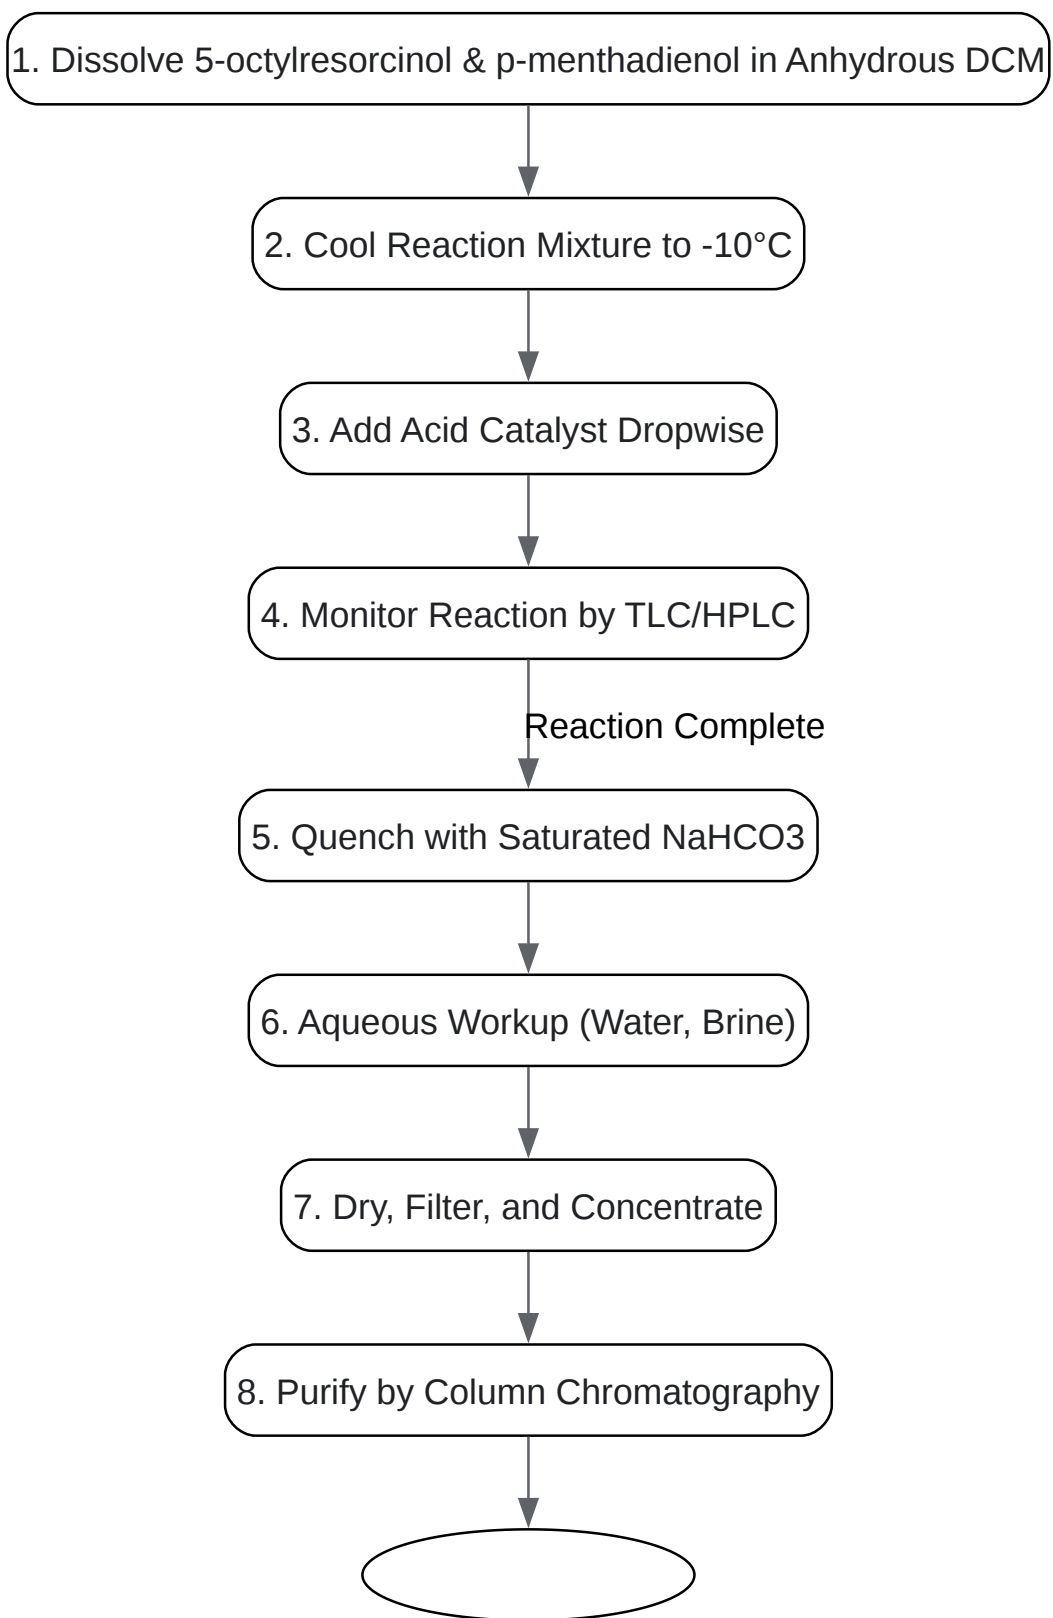 1. Dissolve 5-octylresorcinol & p-menthadienol in Anhydrous DCM
2. Cool Reaction Mixture to -10°C
3. Add Acid Catalyst Dropwise
4. Monitor Reaction by TLC/HPLC
Reaction Complete
5. Quench with Saturated NaHCO3
6. Aqueous Workup (Water, Brine)
7. Dry, Filter, and Concentrate
8. Purify by Column Chromatography